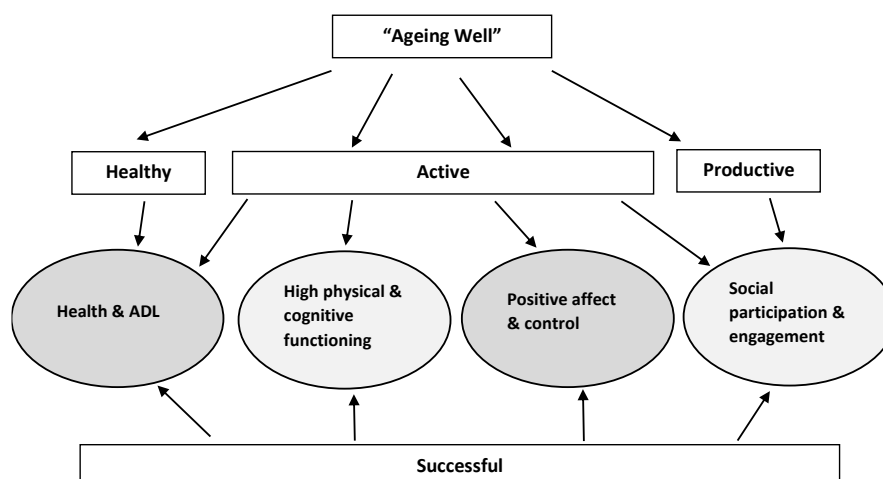 “Ageing Well”
Healthy
Active
Productive
Health & ADL
High physical &
cognitive
functioning
Positive affect
& control
Social
participation &
engagement
Successful